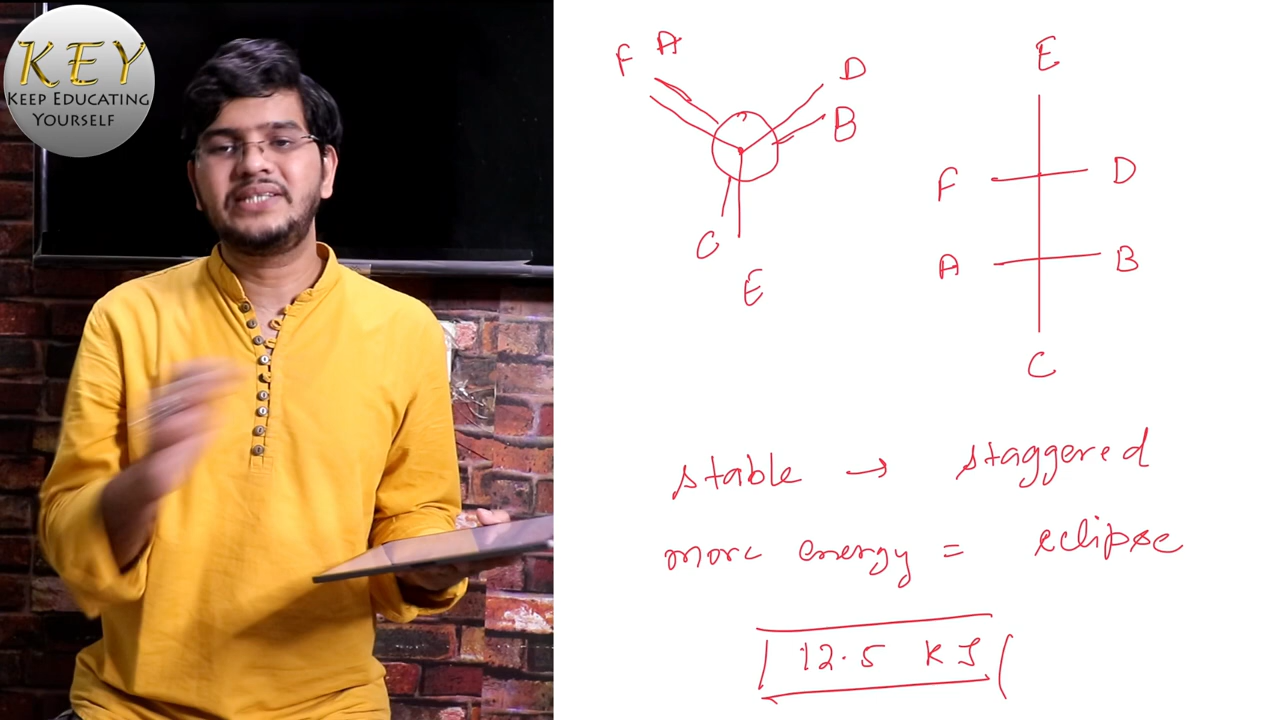 KEY
KEEP EDUCATING
YOURSELF
F A
D
B
C
E
E
F D
A B
C
stable → staggered
more energy = eclipse
12.5 KJ